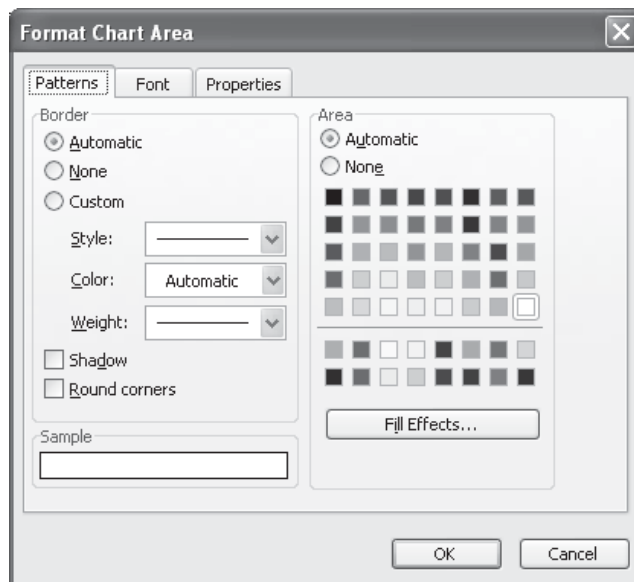 Format Chart Area
Patterns Font Properties
Border
Automatic
None
Custom
Style:
Color: Automatic
Weight:
Shadow
Round corners
Sample
Area
Automatic
None
Fill Effects...
OK Cancel